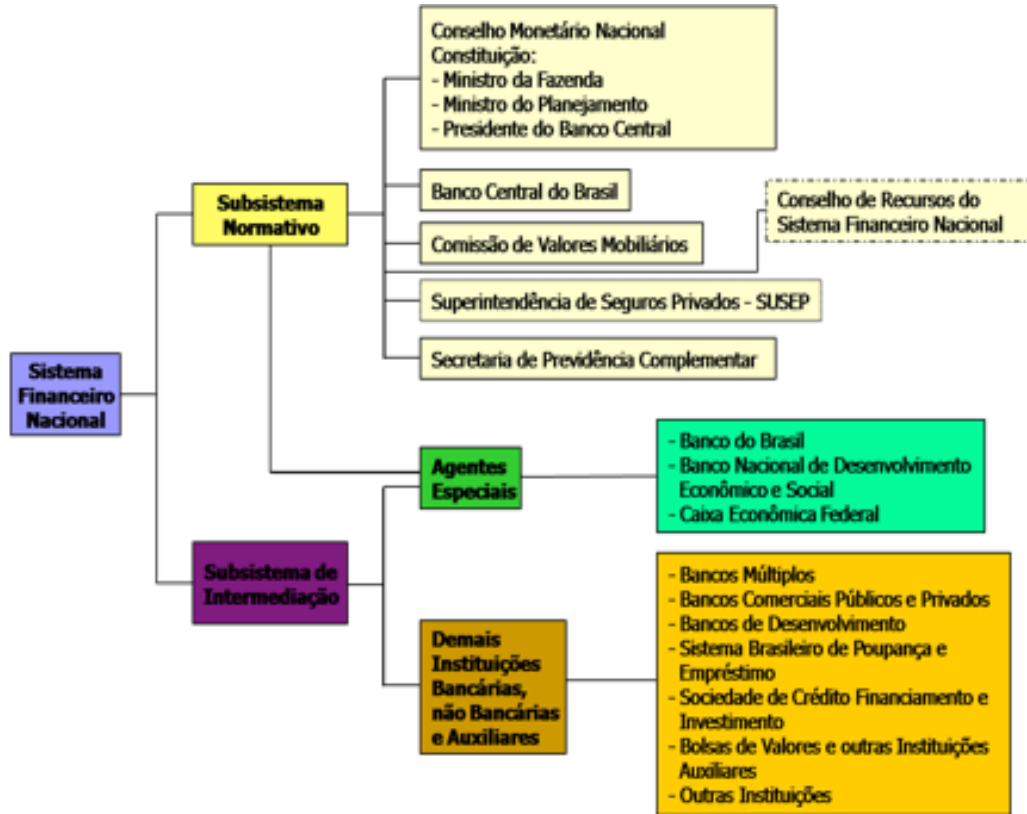 Conselho Monetário Nacional
Constituição:
- Ministro da Fazenda
- Ministro do Planejamento
- Presidente do Banco Central
Subsistema
Normativo
Banco Central do Brasil
Conselho de Recursos do
Sistema Financeiro Nacional
Comissão de Valores Mobiliários
Superintendência de Seguros Privados - SUSEP
Secretaria de Previdência Complementar
Sistema
Financeiro
Nacional
Agentes
Especiais
- Banco do Brasil
- Banco Nacional de Desenvolvimento
Econômico e Social
- Caixa Econômica Federal
Subsistema de
Intermediação
Demais
Instituições
Bancárias,
não Bancárias
e Auxiliares
- Bancos Múltiplos
- Bancos Comerciais Públicos e Privados
- Bancos de Desenvolvimento
- Sistema Brasileiro de Poupança e
Empréstimo
- Sociedade de Crédito Financiamento e
Investimento
- Bolsas de Valores e outras Instituições
Auxiliares
- Outras Instituições